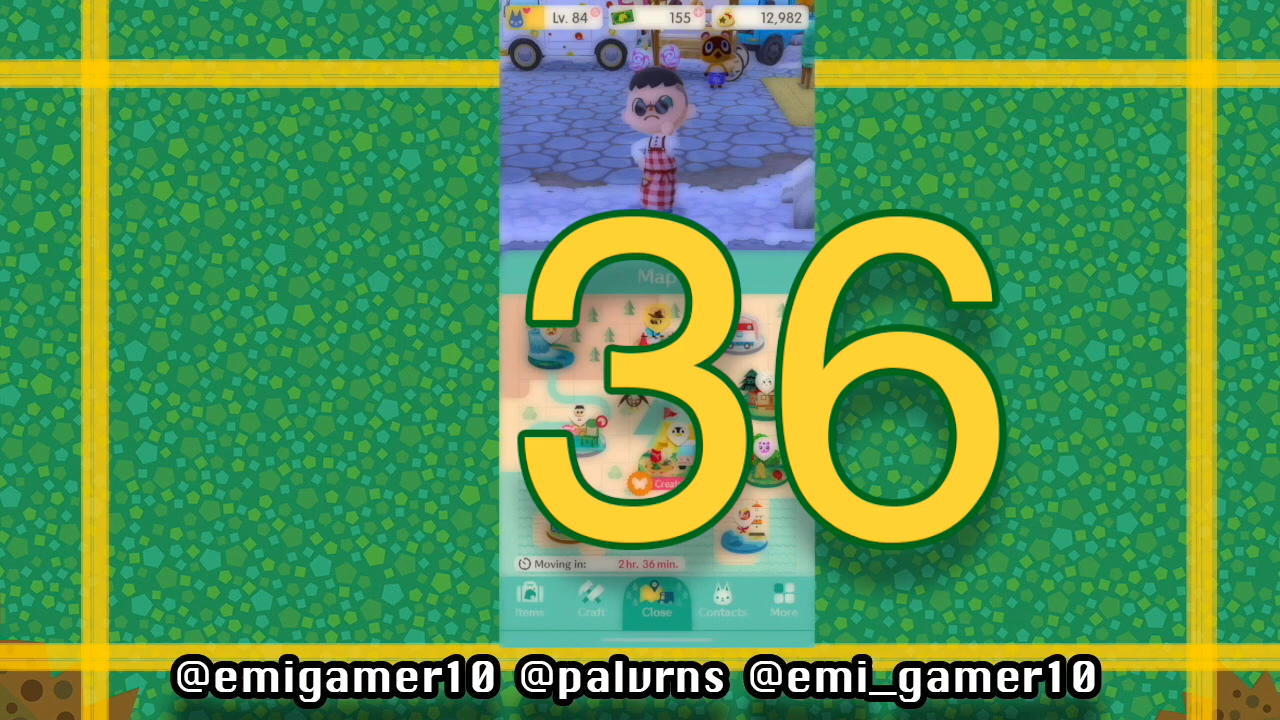 Lv. 84 155 12,982
Map
36
Moving in: 2 hr. 36 min.
Items Craft Close Contacts More
@emigamer10 @palvrns @emi_gamer10